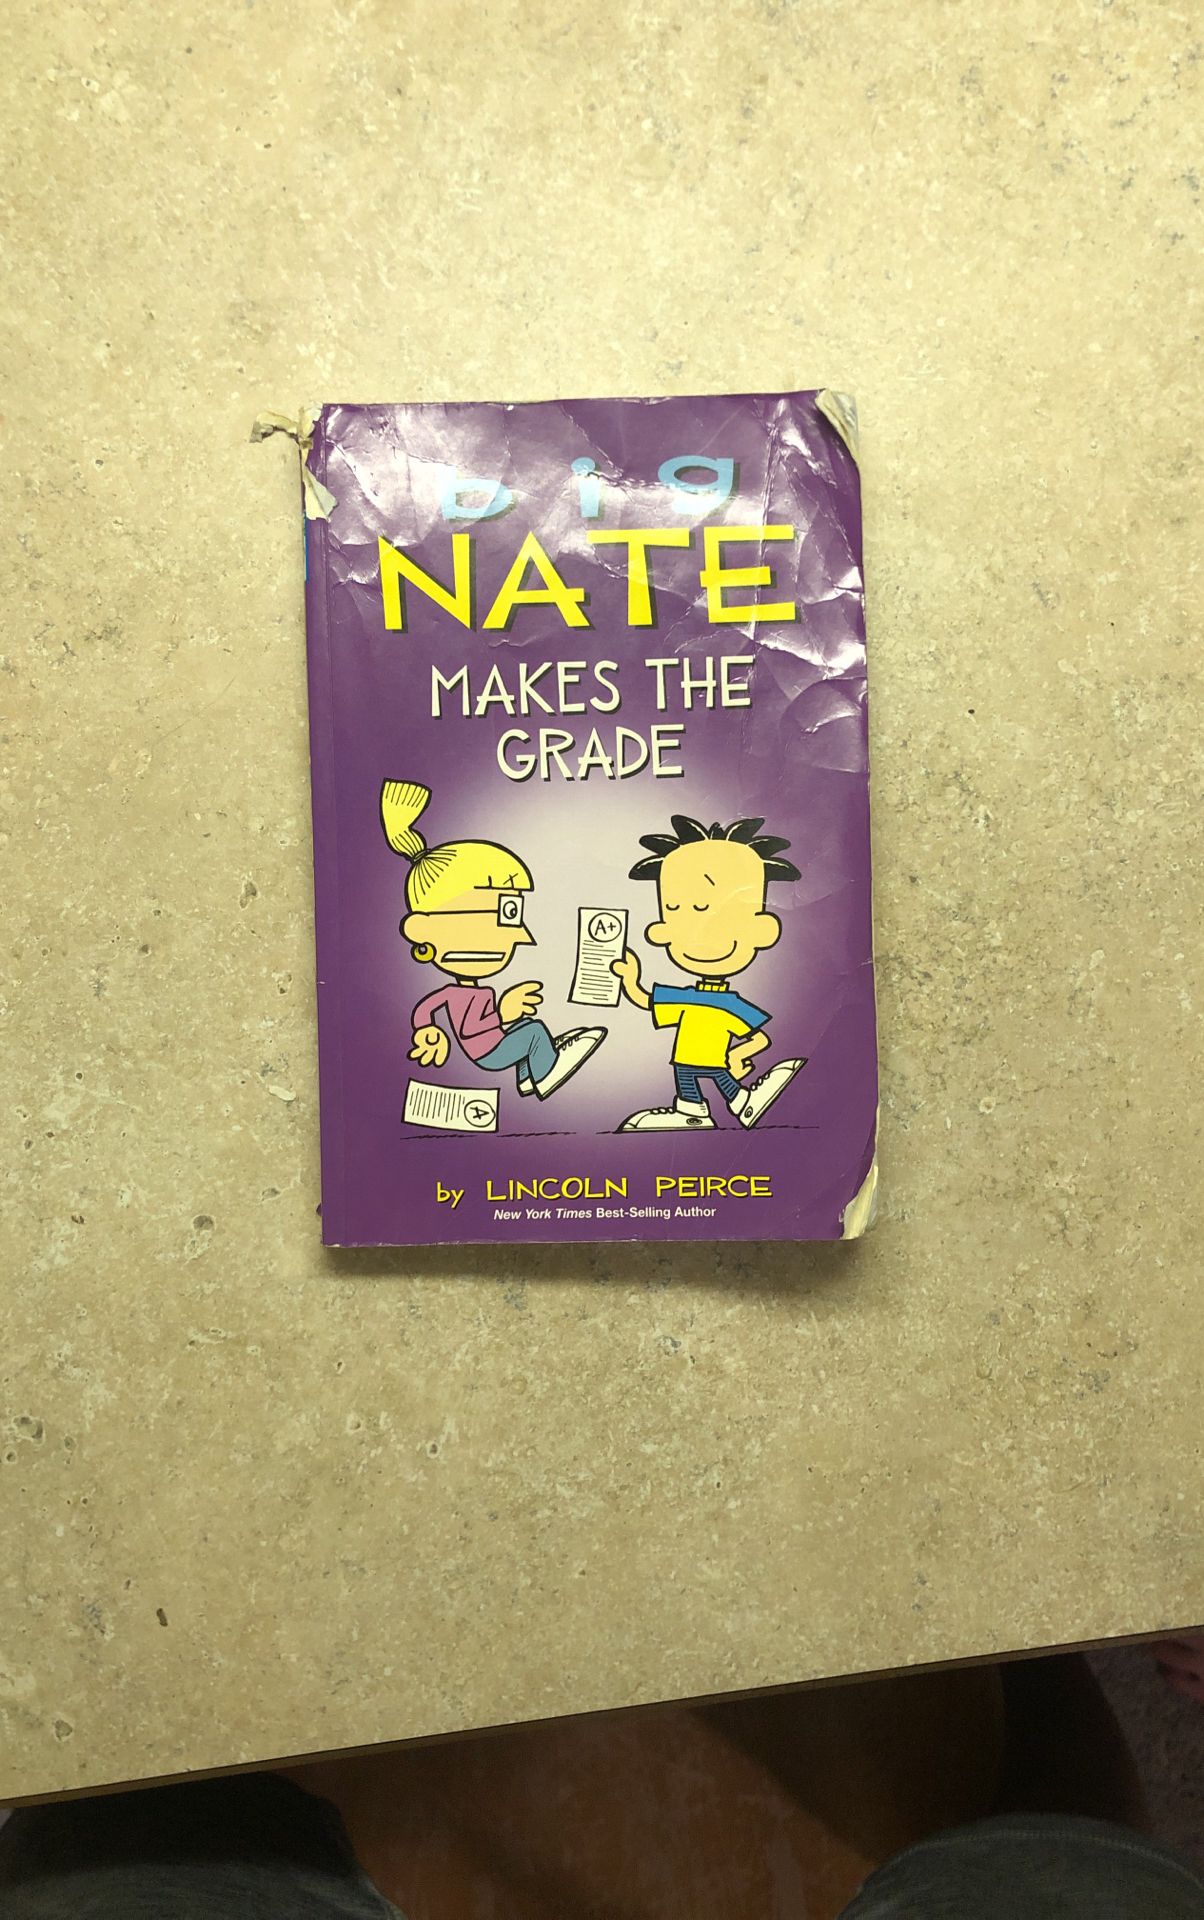 big
NATE
MAKES THE
GRADE
A+
A
by LINCOLN PEIRCE
New York Times Best-Selling Author